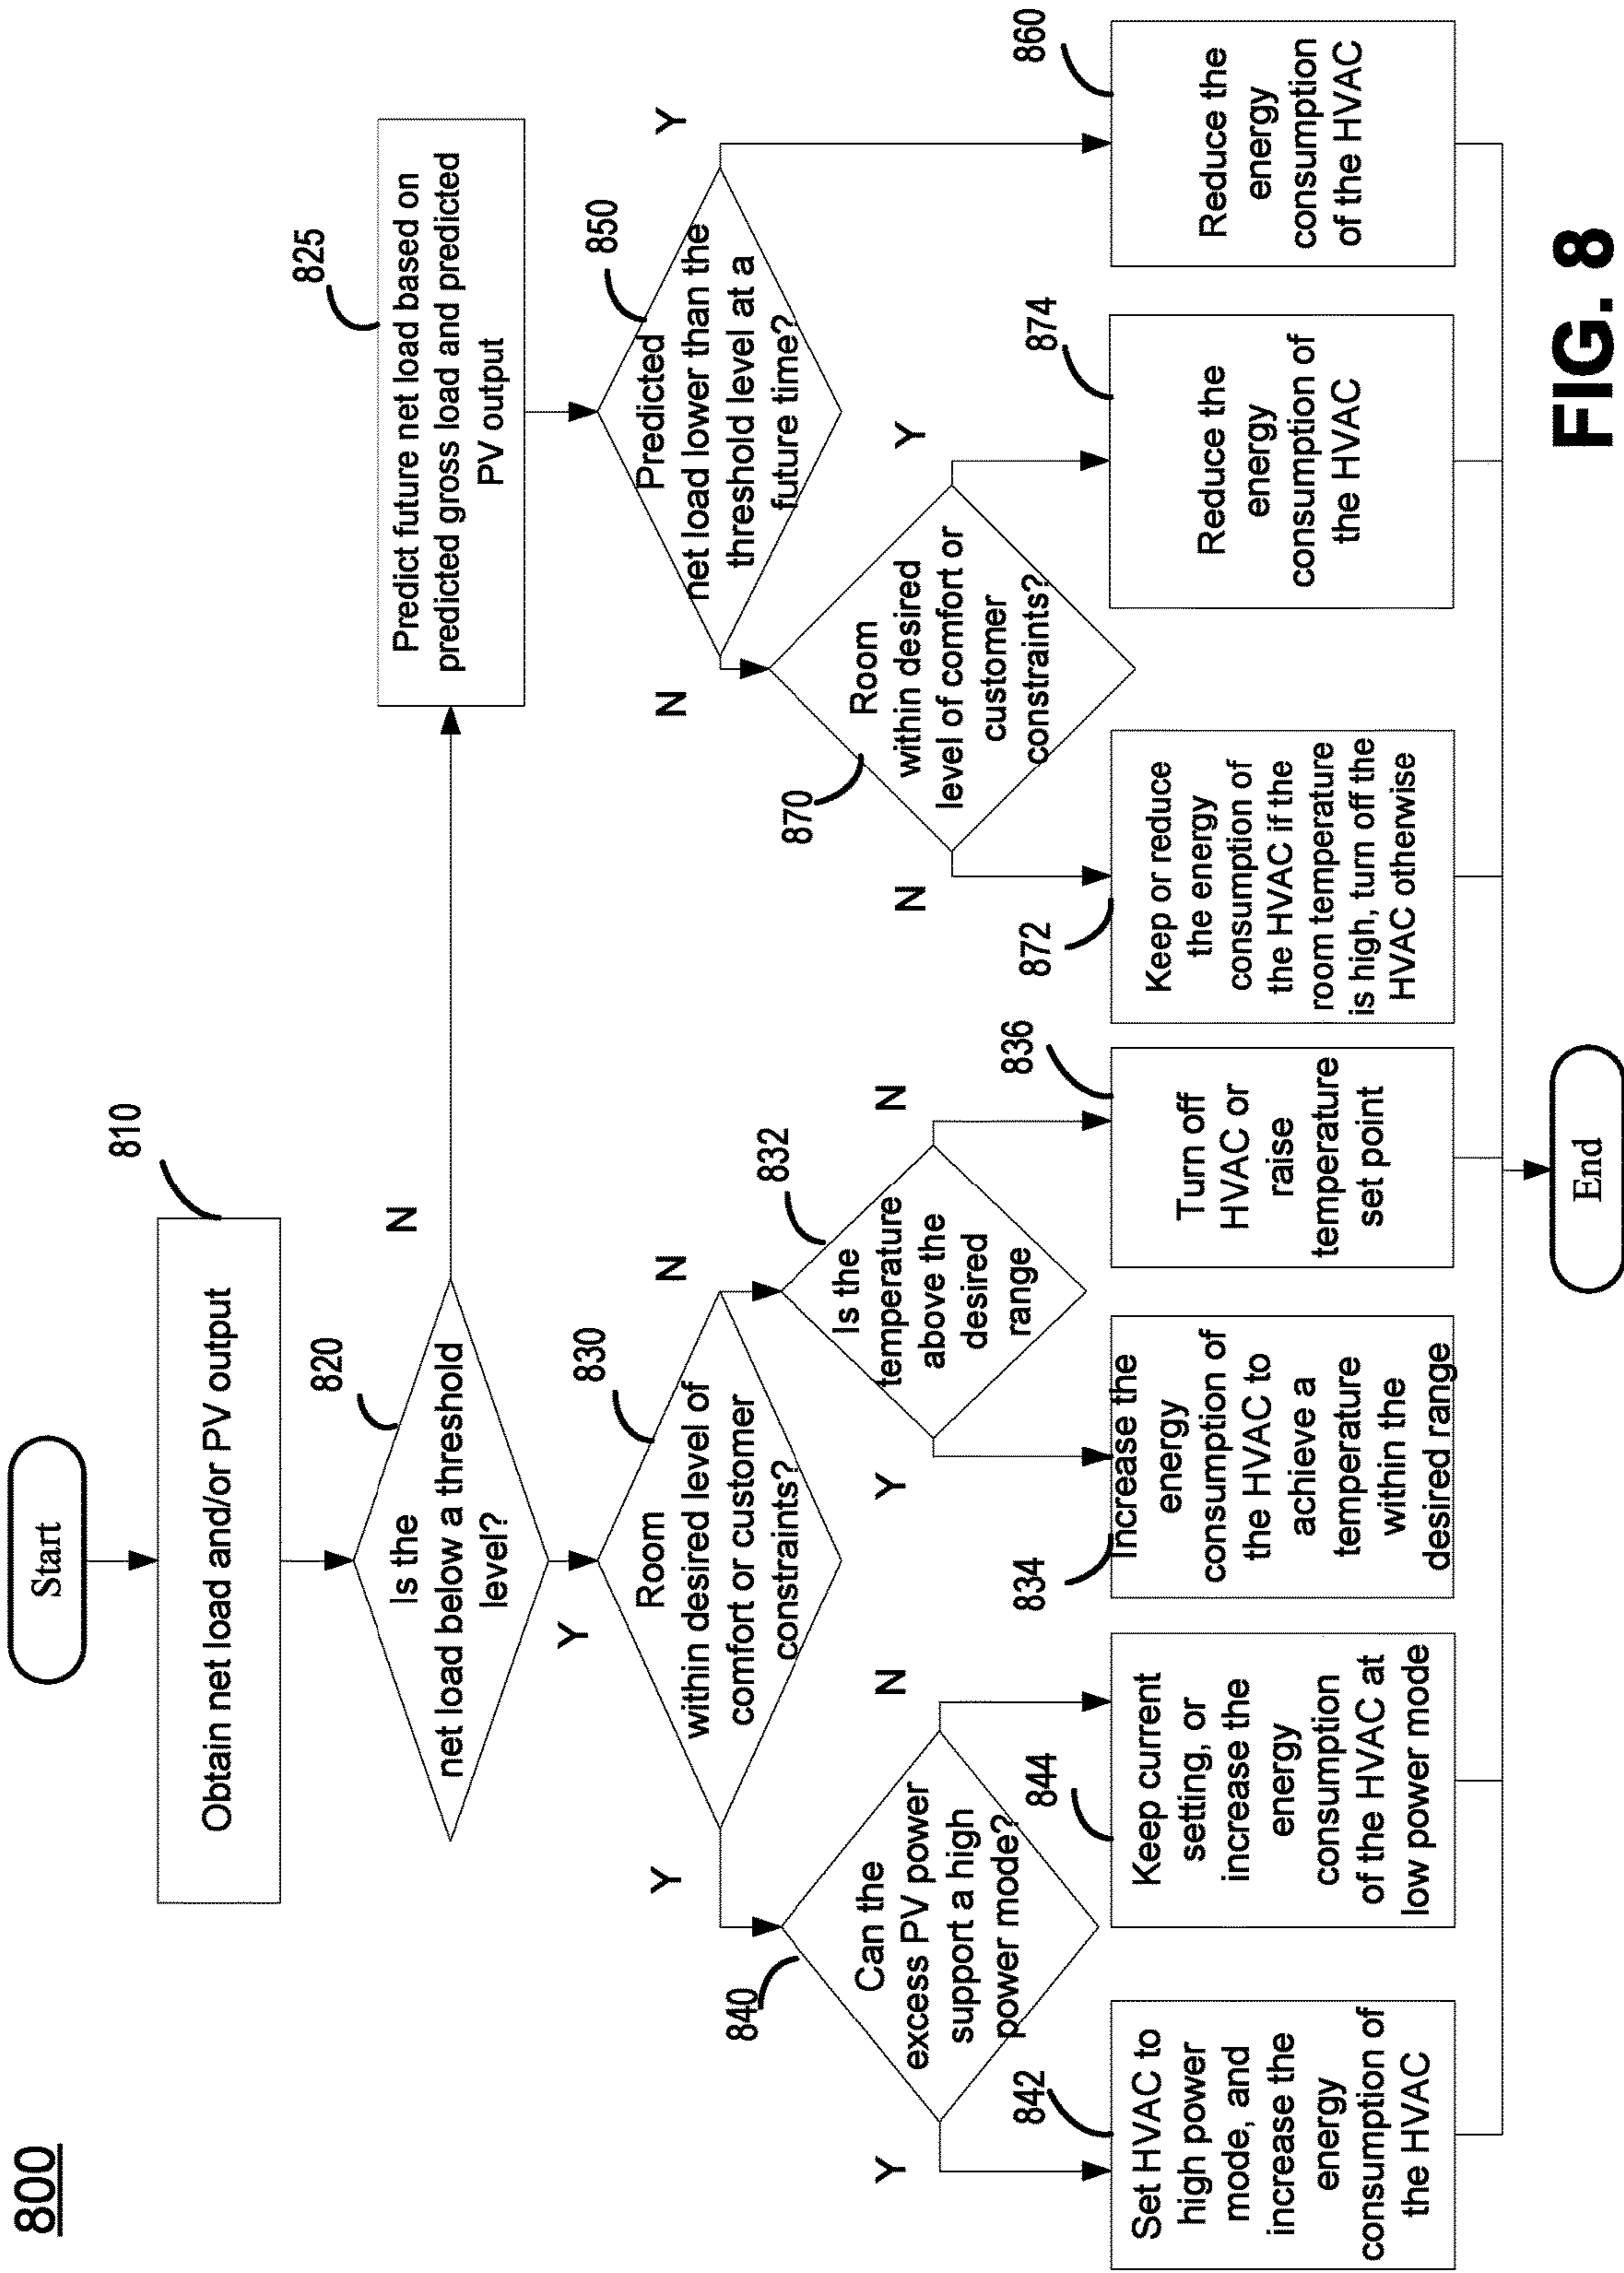 800
Start
810
Obtain net load and/or PV output
820
Is the
net load below a threshold
level?
N
Y
825
Predict future net load based on
predicted gross load and predicted
PV output
830
Room
within desired level of
comfort or customer
constraints?
Y
N
850
Predicted
net load lower than the
threshold level at a
future time?
N
Y
840
Can the
excess PV power
support a high
power mode?
Y
N
832
Is the
temperature
above the
desired
range
Y
N
870
Room
within desired
level of comfort or
customer
constraints?
N
Y
842
Set HVAC to
high power
mode, and
increase the
energy
consumption of
the HVAC
844
Keep current
setting, or
increase the
energy
consumption
of the HVAC at
low power mode
834
Increase the
energy
consumption of
the HVAC to
achieve a
temperature
within the
desired range
836
Turn off
HVAC or
raise
temperature
set point
872
Keep or reduce
the energy
consumption of
the HVAC if the
room temperature
is high, turn off the
HVAC otherwise
874
Reduce the
energy
consumption of
the HVAC
860
Reduce the
energy
consumption
of the HVAC
End
FIG. 8